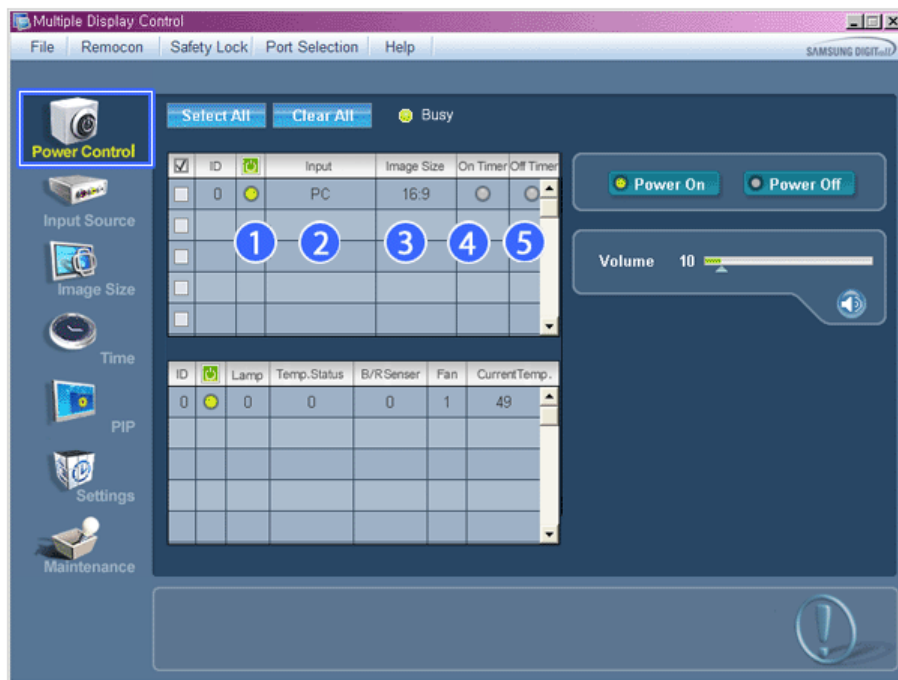 Multiple Display Control
File Remocon Safety Lock Port Selection Help
SAMSUNG DIGITall
Select All Clear All Busy
Power Control
ID Input Image Size On Timer Off Timer
0 PC 16:9
Power On Power Off
Input Source
1 2 3 4 5
Volume 10
Image Size
Time
ID Lamp Temp.Status B/RSenser Fan CurrentTemp.
0 0 0 0 1 49
PIP
Settings
Maintenance